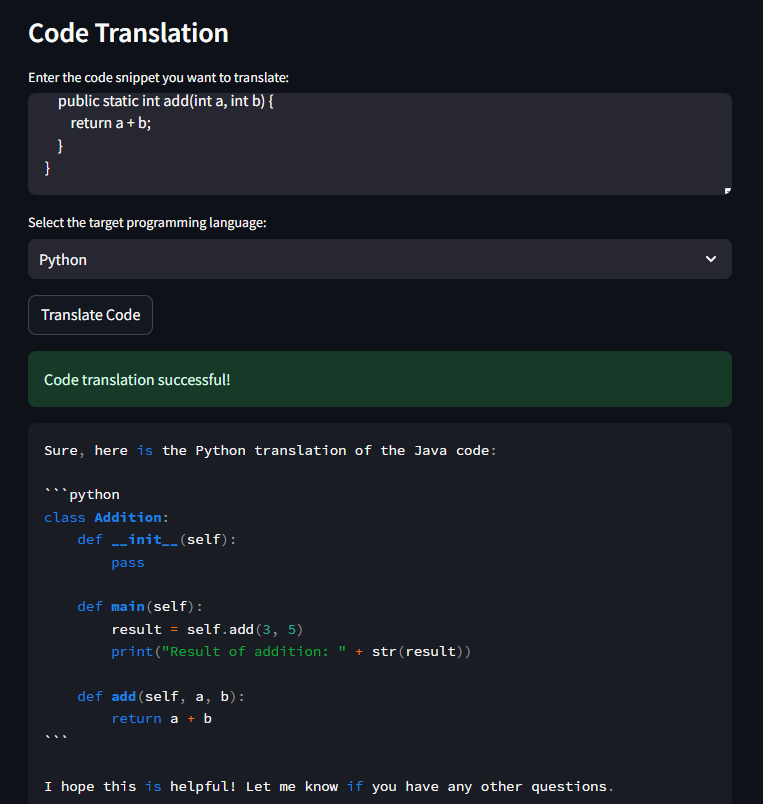 Code Translation
Enter the code snippet you want to translate:
public static int add(int a, int b) {
return a + b;
}
}
Select the target programming language:
Python
Translate Code
Code translation successful!
Sure, here is the Python translation of the Java code:
```python
class Addition:
    def __init__(self):
        pass
    def main(self):
        result = self.add(3, 5)
        print("Result of addition: " + str(result))
    def add(self, a, b):
        return a + b
```
I hope this is helpful! Let me know if you have any other questions.